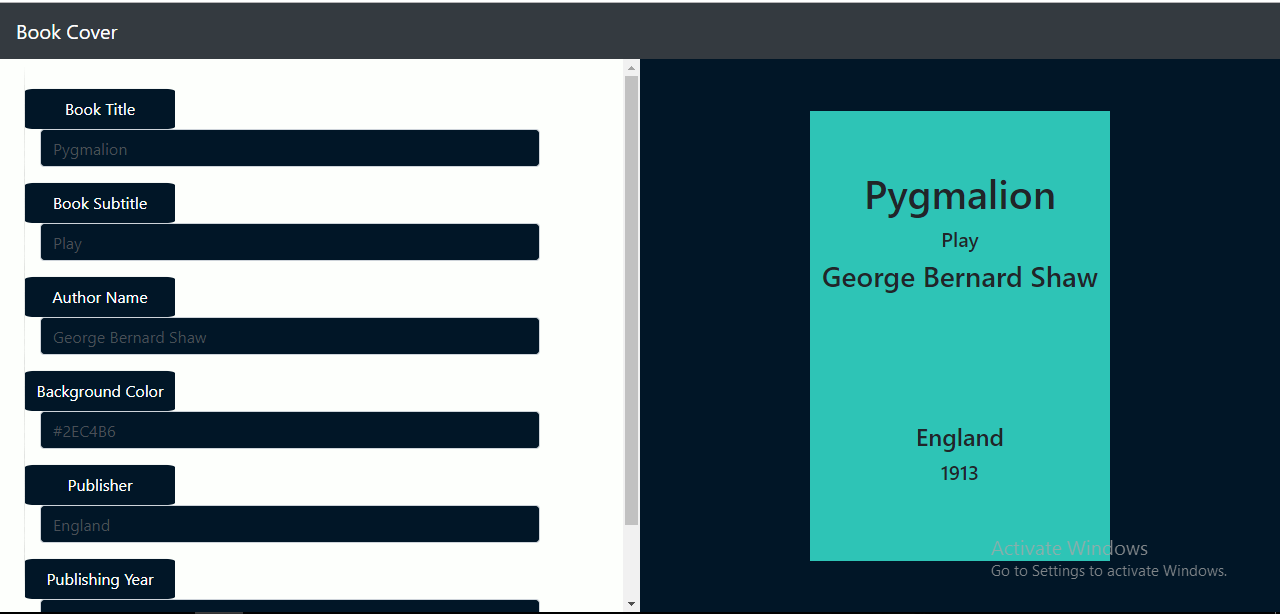 Book Cover
Book Title
Pygmalion
Book Subtitle
Play
Author Name
George Bernard Shaw
Background Color
#2EC4B6
Publisher
England
Publishing Year
Pygmalion
Play
George Bernard Shaw
England
1913
Activate Windows
Go to Settings to activate Windows.